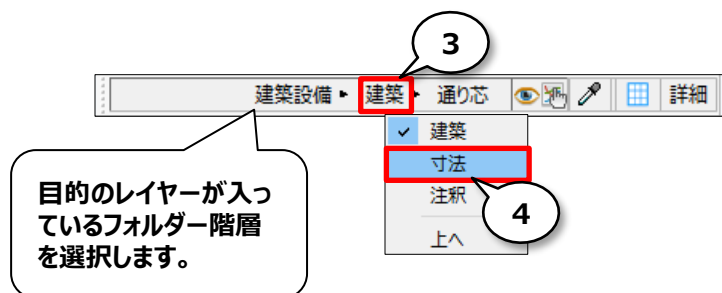 3
建築設備 ▸ 建築 ▸ 通り芯 詳細
✓ 建築
寸法
注釈
上へ
4
目的のレイヤーが入っ
ているフォルダー階層
を選択します。